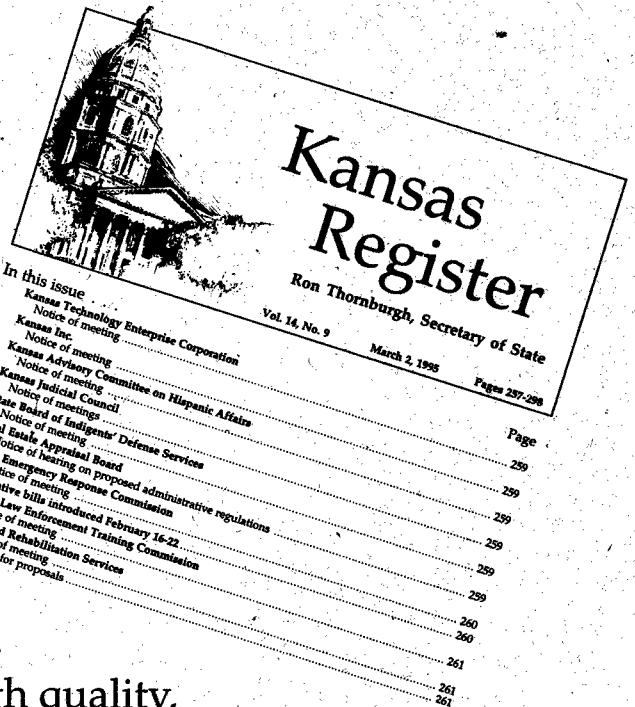 Kansas
Register
Ron Thornburgh, Secretary of State
Vol. 14, No. 9 March 2, 1995 Pages 257-298
In this issue . . . . Page
Kansas Technology Enterprise Corporation
Notice of meeting 259
Kansas Inc.
Notice of meeting 259
Kansas Advisory Committee on Hispanic Affairs
Notice of meeting 259
Kansas Judicial Council
Notice of meetings 259
ate Board of Indigents' Defense Services
Notice of meeting 259
l Estate Appraisal Board
otice of hearing on proposed administrative regulations 259
Emergency Response Commission
tice of meeting 260
tive bills introduced February 16-22 260
Law Enforcement Training Commission
e of meeting 261
d Rehabilitation Services
of meeting 261
for proposals 261
h quality,